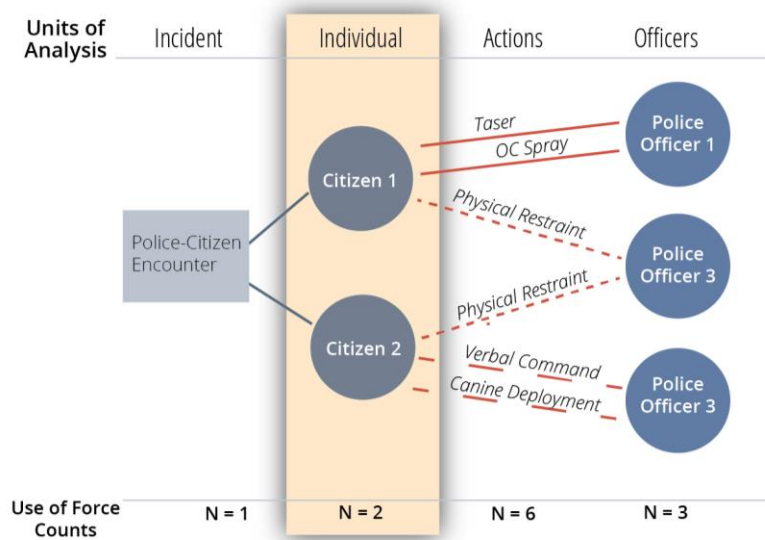 Units of
Analysis
Incident
Individual
Actions
Officers
Taser
OC Spray
Police
Officer 1
Citizen 1
Physical Restraint
Police-Citizen
Encounter
Police
Officer 3
Physical Restraint
Citizen 2
Verbal Command
Canine Deployment
Police
Officer 3
Use of Force
Counts
N = 1
N = 2
N = 6
N = 3